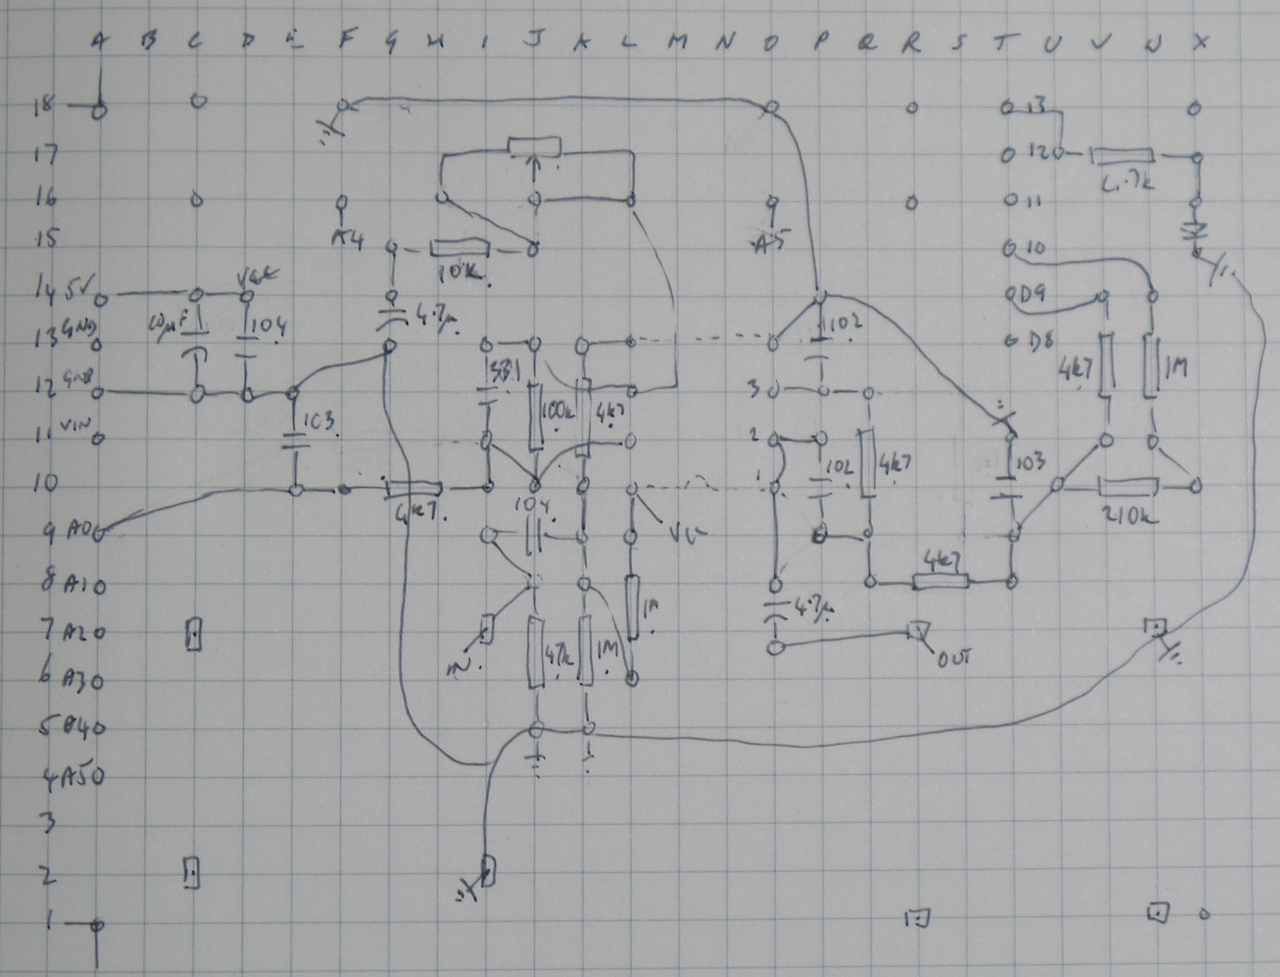 A B C D E F G H I J K L M N O P Q R S T U V W X
18 13
17 12
4.7k
16 11
A4 A5
15 10
10k
14 5V Vcc D9
10µF 104 4.7µ 1102
13 GND D8
12 GND 331 100k 4k7 3 4k7 1M
103
11 VIN 2 102 4k7 103
10 4k7 1
104 210k
9 A0
4k7
8 A1
4.7µ 1M
7 A2
IN 47k 1M OUT
6 A3
5 A4
4 A5
3
2
1